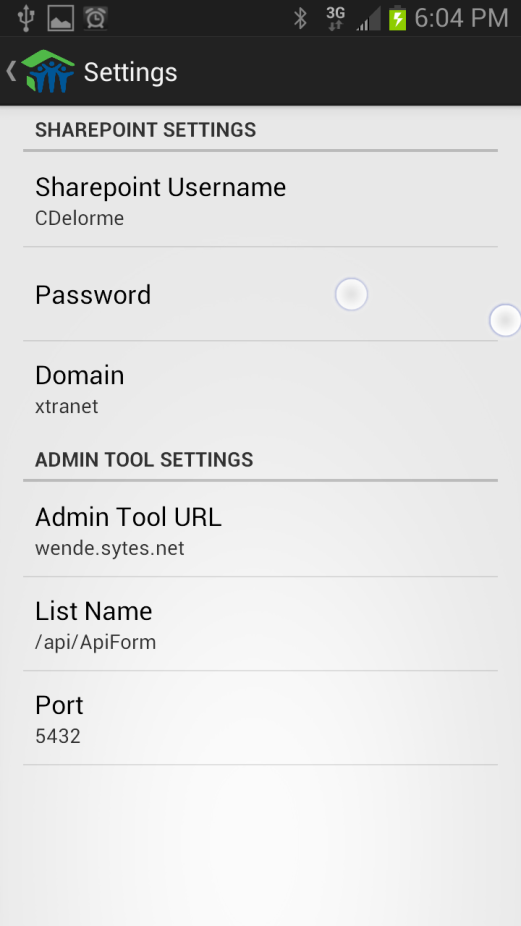 3G
6:04 PM
Settings
SHAREPOINT SETTINGS
Sharepoint Username
CDelorme
Password
Domain
xtranet
ADMIN TOOL SETTINGS
Admin Tool URL
wende.sytes.net
List Name
/api/ApiForm
Port
5432